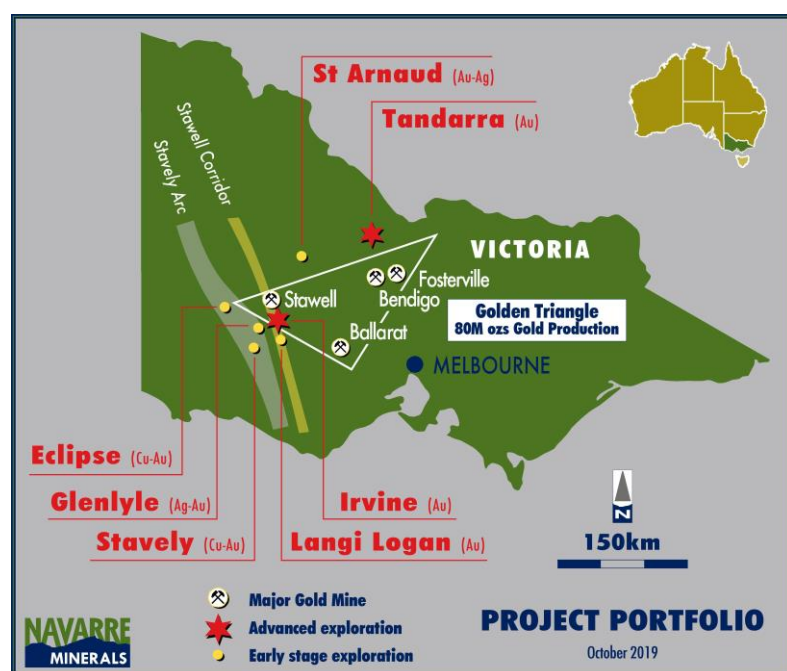 St Arnaud (Au-Ag)
Tandarra (Au)
Stawell Corridor
Stavely Arc
VICTORIA
Fosterville
Bendigo
Stawell
Golden Triangle
80M ozs Gold Production
Ballarat
MELBOURNE
Eclipse (Cu-Au)
Glenlyle (Ag-Au)
Irvine (Au)
Stavely (Cu-Au)
Langi Logan (Au)
N
150km
Major Gold Mine
Advanced exploration
Early stage exploration
NAVARRE
MINERALS
PROJECT PORTFOLIO
October 2019